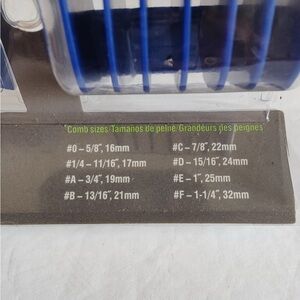 Comb sizes/Tamanos de peine/Grandeurs des peignes
#0 – 5/8", 16mm
#1/4 – 11/16", 17mm
#A – 3/4", 19mm
#B – 13/16", 21mm
#C – 7/8", 22mm
#D – 15/16", 24mm
#E – 1", 25mm
#F – 1-1/4", 32mm